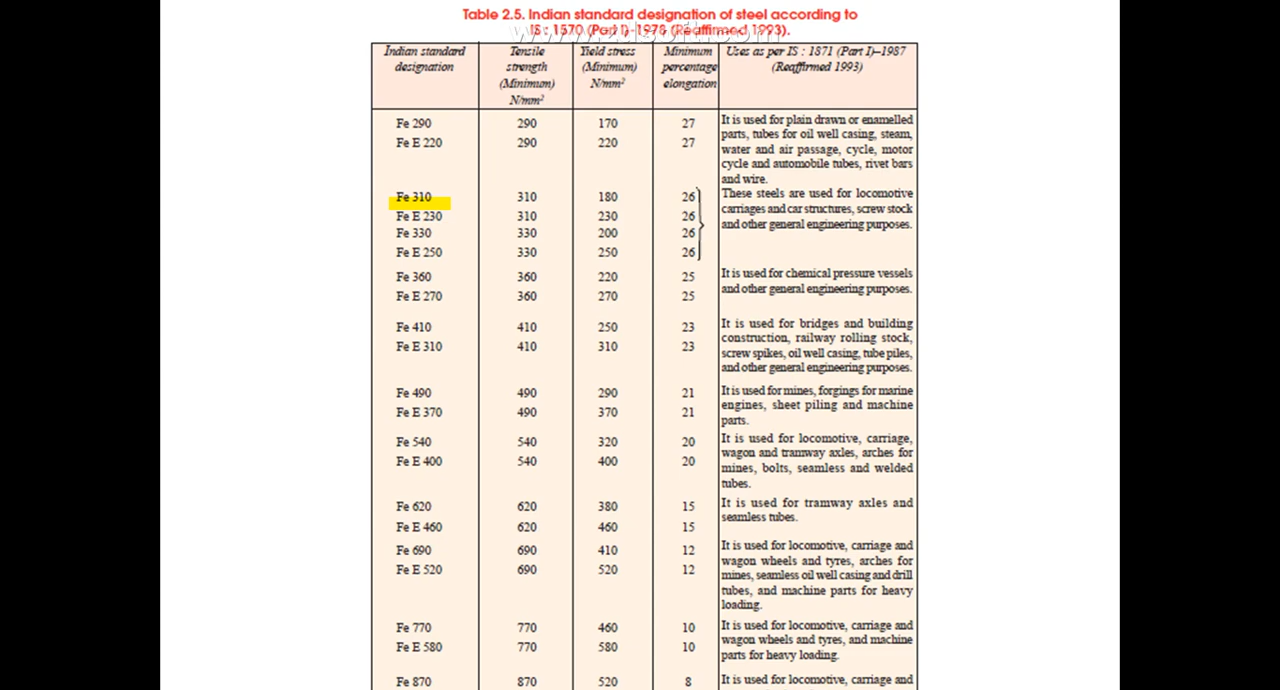 Table 2.5. Indian standard designation of steel according to
IS : 1570 (Part I)–1978 (Reaffirmed 1993).
Indian standard designation Tensile strength (Minimum) N/mm² Yield stress (Minimum) N/mm² Minimum percentage elongation Uses as per IS : 1871 (Part I)–1987 (Reaffirmed 1993)
Fe 290 290 170 27 It is used for plain drawn or enamelled
parts, tubes for oil well casing, steam,
Fe E 220 290 220 27 water and air passage, cycle, motor
cycle and automobile tubes, rivet bars
and wire.
Fe 310 310 180 26 These steels are used for locomotive
carriages and car structures, screw stock
Fe E 230 310 230 26 and other general engineering purposes.
Fe 330 330 200 26
Fe E 250 330 250 26
Fe 360 360 220 25 It is used for chemical pressure vessels
Fe E 270 360 270 25 and other general engineering purposes.
Fe 410 410 250 23 It is used for bridges and building
construction, railway rolling stock,
Fe E 310 410 310 23 screw spikes, oil well casing, tube piles,
and other general engineering purposes.
Fe 490 490 290 21 It is used for mines, forgings for marine
Fe E 370 490 370 21 engines, sheet piling and machine
parts.
Fe 540 540 320 20 It is used for locomotive, carriage,
wagon and tramway axles, arches for
Fe E 400 540 400 20 mines, bolts, seamless and welded
tubes.
Fe 620 620 380 15 It is used for tramway axles and
seamless tubes.
Fe E 460 620 460 15
Fe 690 690 410 12 It is used for locomotive, carriage and
wagon wheels and tyres, arches for
Fe E 520 690 520 12 mines, seamless oil well casing and drill
tubes, and machine parts for heavy
loading.
Fe 770 770 460 10 It is used for locomotive, carriage and
wagon wheels and tyres, and machine
Fe E 580 770 580 10 parts for heavy loading.
Fe 870 870 520 8 It is used for locomotive, carriage and